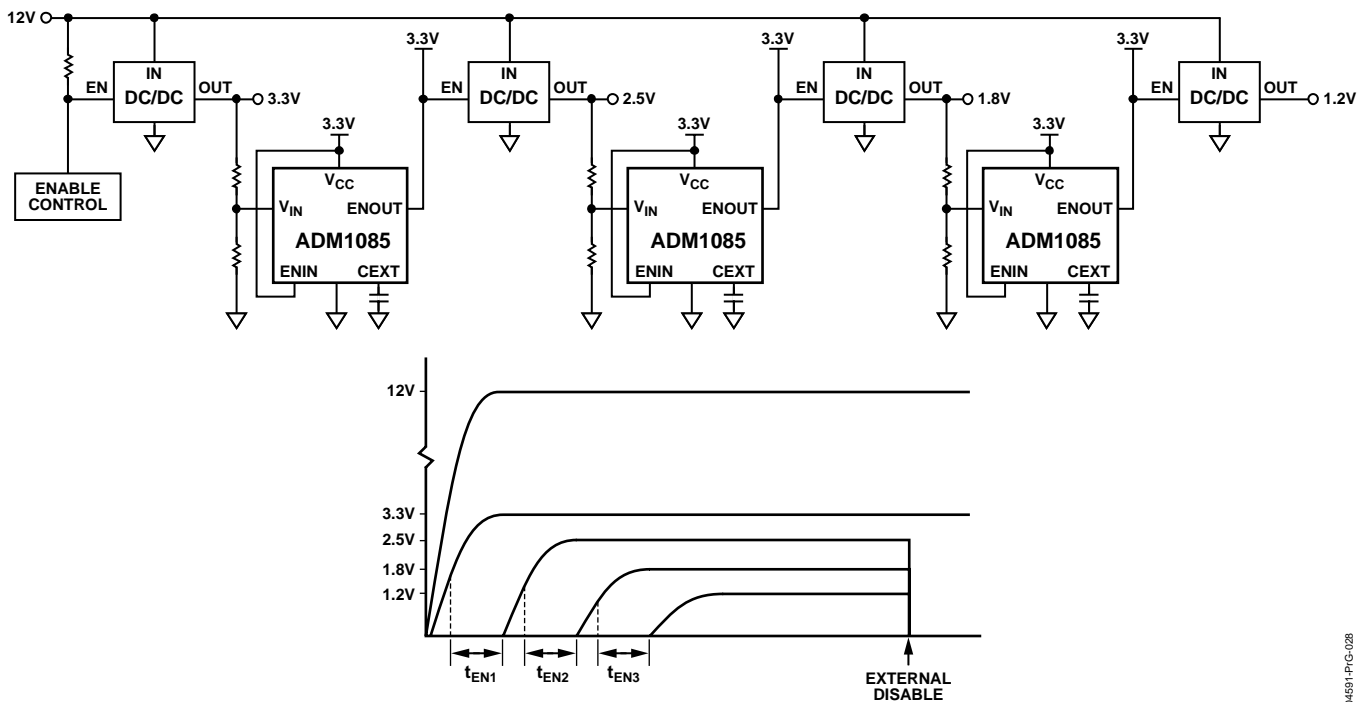 12V
3.3V
3.3V
3.3V
IN
IN
IN
IN
EN
DC/DC
OUT
3.3V
EN
DC/DC
OUT
2.5V
EN
DC/DC
OUT
1.8V
EN
DC/DC
OUT
1.2V
3.3V
3.3V
3.3V
ENABLE
CONTROL
VCC
VIN
ENOUT
ADM1085
ENIN
CEXT
VCC
VIN
ENOUT
ADM1085
ENIN
CEXT
VCC
VIN
ENOUT
ADM1085
ENIN
CEXT
12V
3.3V
2.5V
1.8V
1.2V
tEN1
tEN2
tEN3
EXTERNAL
DISABLE
04591-PrG-028